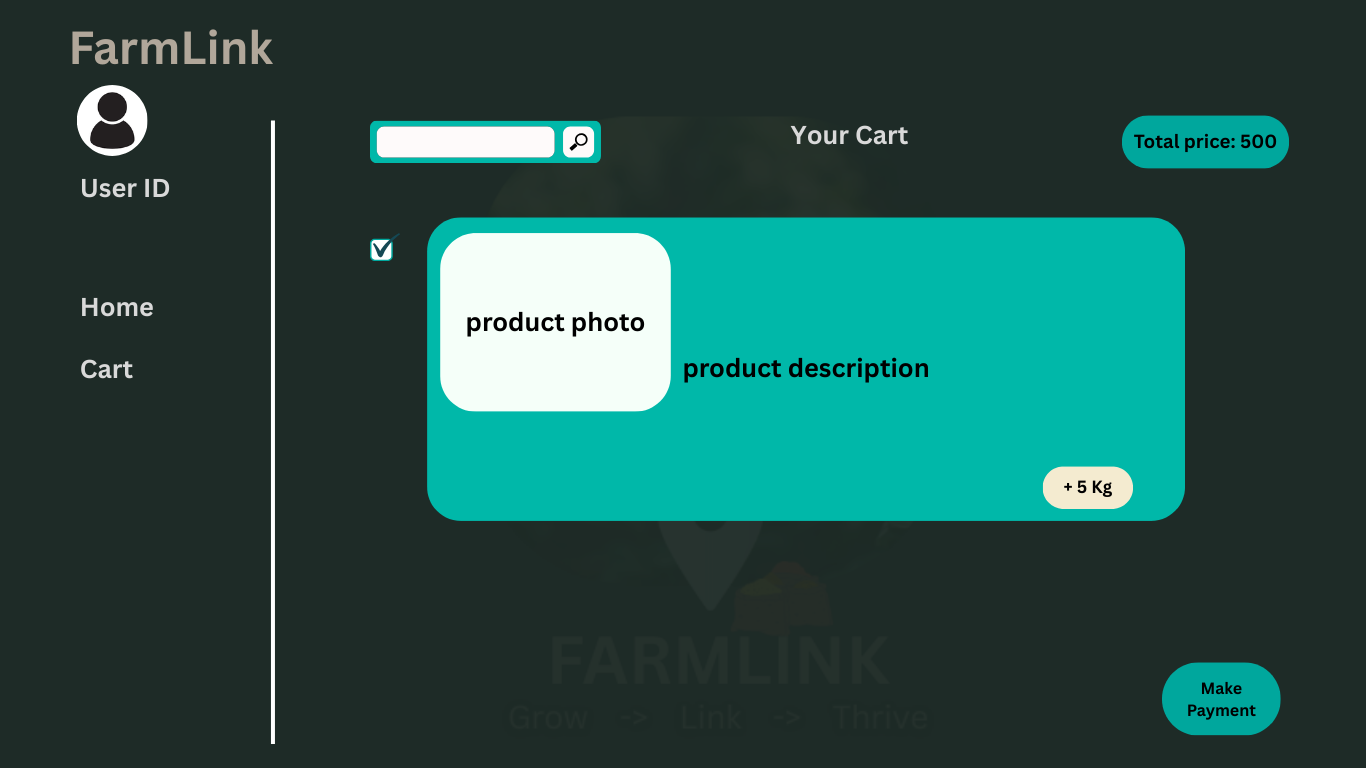 FarmLink
User ID
Home
Cart
Your Cart
Total price: 500
product photo
product description
+ 5 Kg
FARMLINK
Grow -> Link -> Thrive
Make
Payment